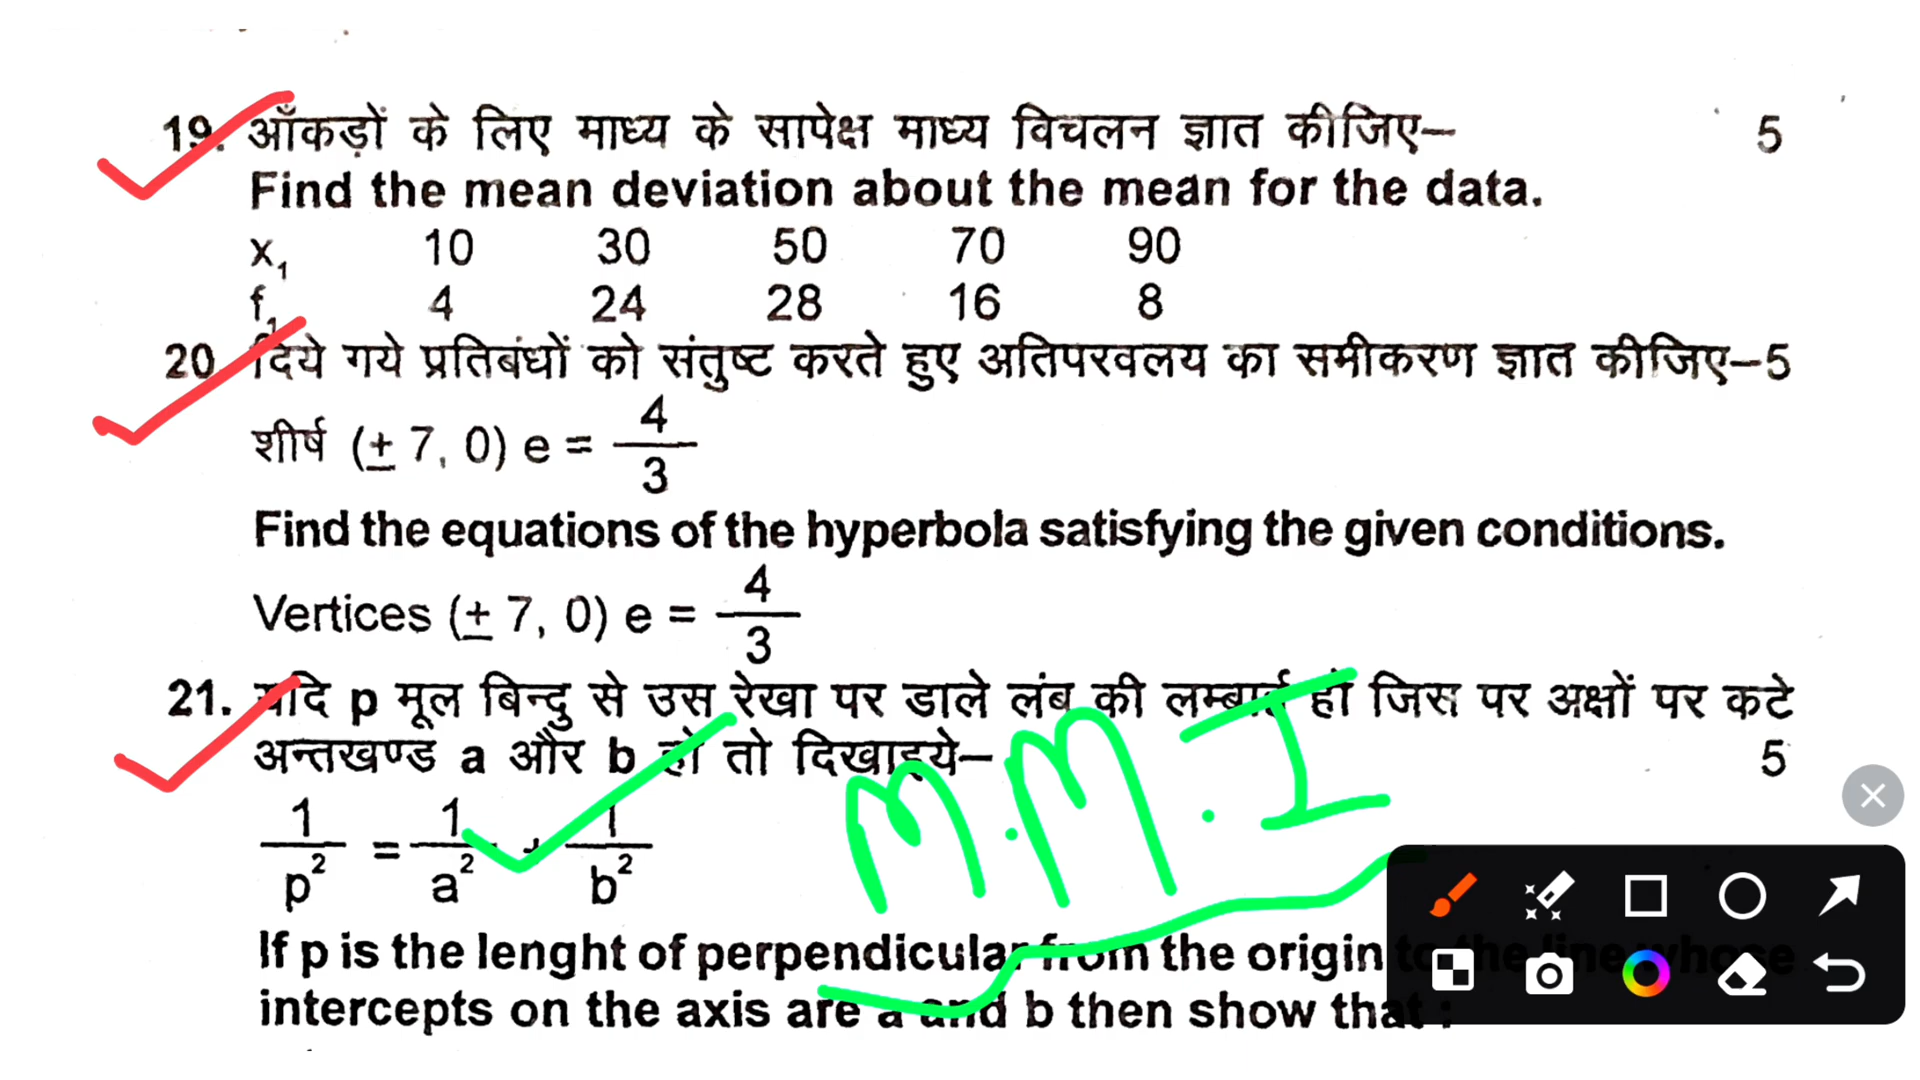 19. आँकड़ों के लिए माध्य के सापेक्ष माध्य विचलन ज्ञात कीजिए– 5
Find the mean deviation about the mean for the data.
x₁ 10 30 50 70 90
f₁ 4 24 28 16 8
20. दिये गये प्रतिबंधों को संतुष्ट करते हुए अतिपरवलय का समीकरण ज्ञात कीजिए–5
शीर्ष (± 7, 0) e = 4/3
Find the equations of the hyperbola satisfying the given conditions.
Vertices (± 7, 0) e = 4/3
21. यदि p मूल बिन्दु से उस रेखा पर डाले लंब की लम्बाई हो जिस पर अक्षों पर कटे
अन्तखण्ड a और b हो तो दिखाइये– 5
1/p² = 1/a² + 1/b²
M.M.I
If p is the lenght of perpendicular from the origin to the line whose
intercepts on the axis are a and b then show that :